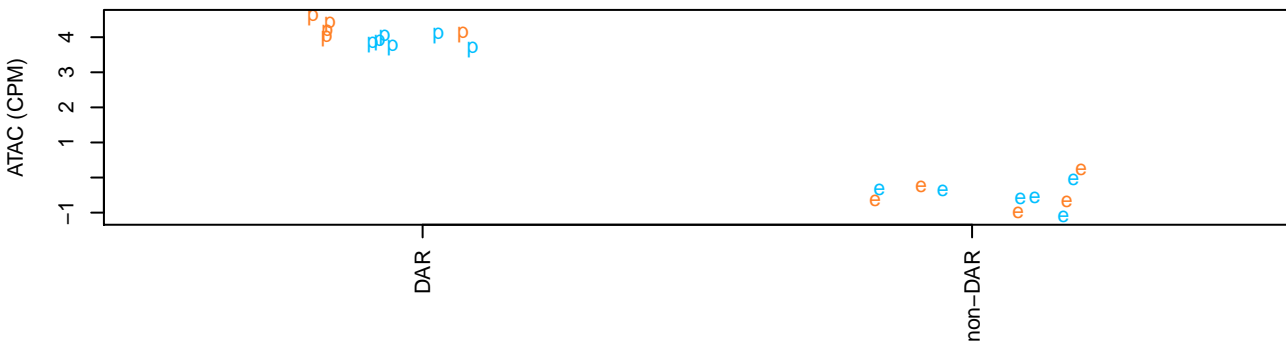 ATAC (CPM)
4
3
2
1
−1
p p p p p p p p p p p p
e e e e e e e e e e e
DAR
non−DAR